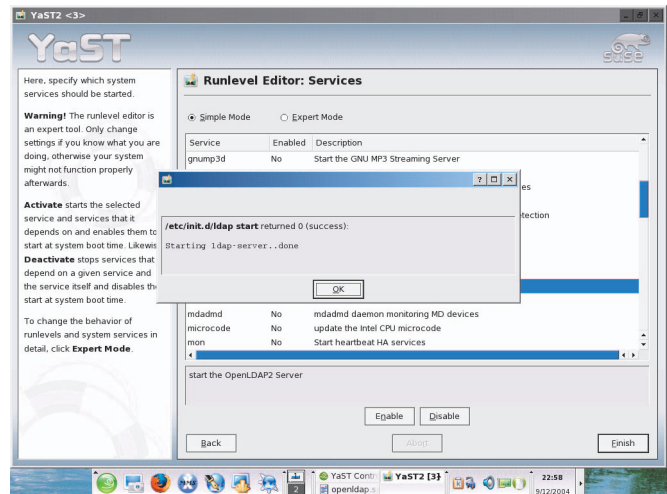 YaST2 <3>
YaST
SUSE
Here, specify which system
services should be started.
Warning! The runlevel editor is
an expert tool. Only change
settings if you know what you are
doing, otherwise your system
might not function properly
afterwards.
Activate starts the selected
service and services that it
depends on and enables them to
start at system boot time. Likewis
Deactivate stops services that
depend on a given service and
the service itself and disables th
start at system boot time.
To change the behavior of
runlevels and system services in
detail, click Expert Mode.
Runlevel Editor: Services
Simple Mode Expert Mode
Service Enabled Description
gnump3d No Start the GNU MP3 Streaming Server
es
etection
/etc/init.d/ldap start returned 0 (success):
Starting ldap-server..done
OK
mdadmd No mdadmd daemon monitoring MD devices
microcode No update the Intel CPU microcode
mon No Start heartbeat HA services
start the OpenLDAP2 Server
Enable Disable
Back Abort Finish
2 YaST Contr YaST2 [3] 22:58
openldap.s 9/12/2004